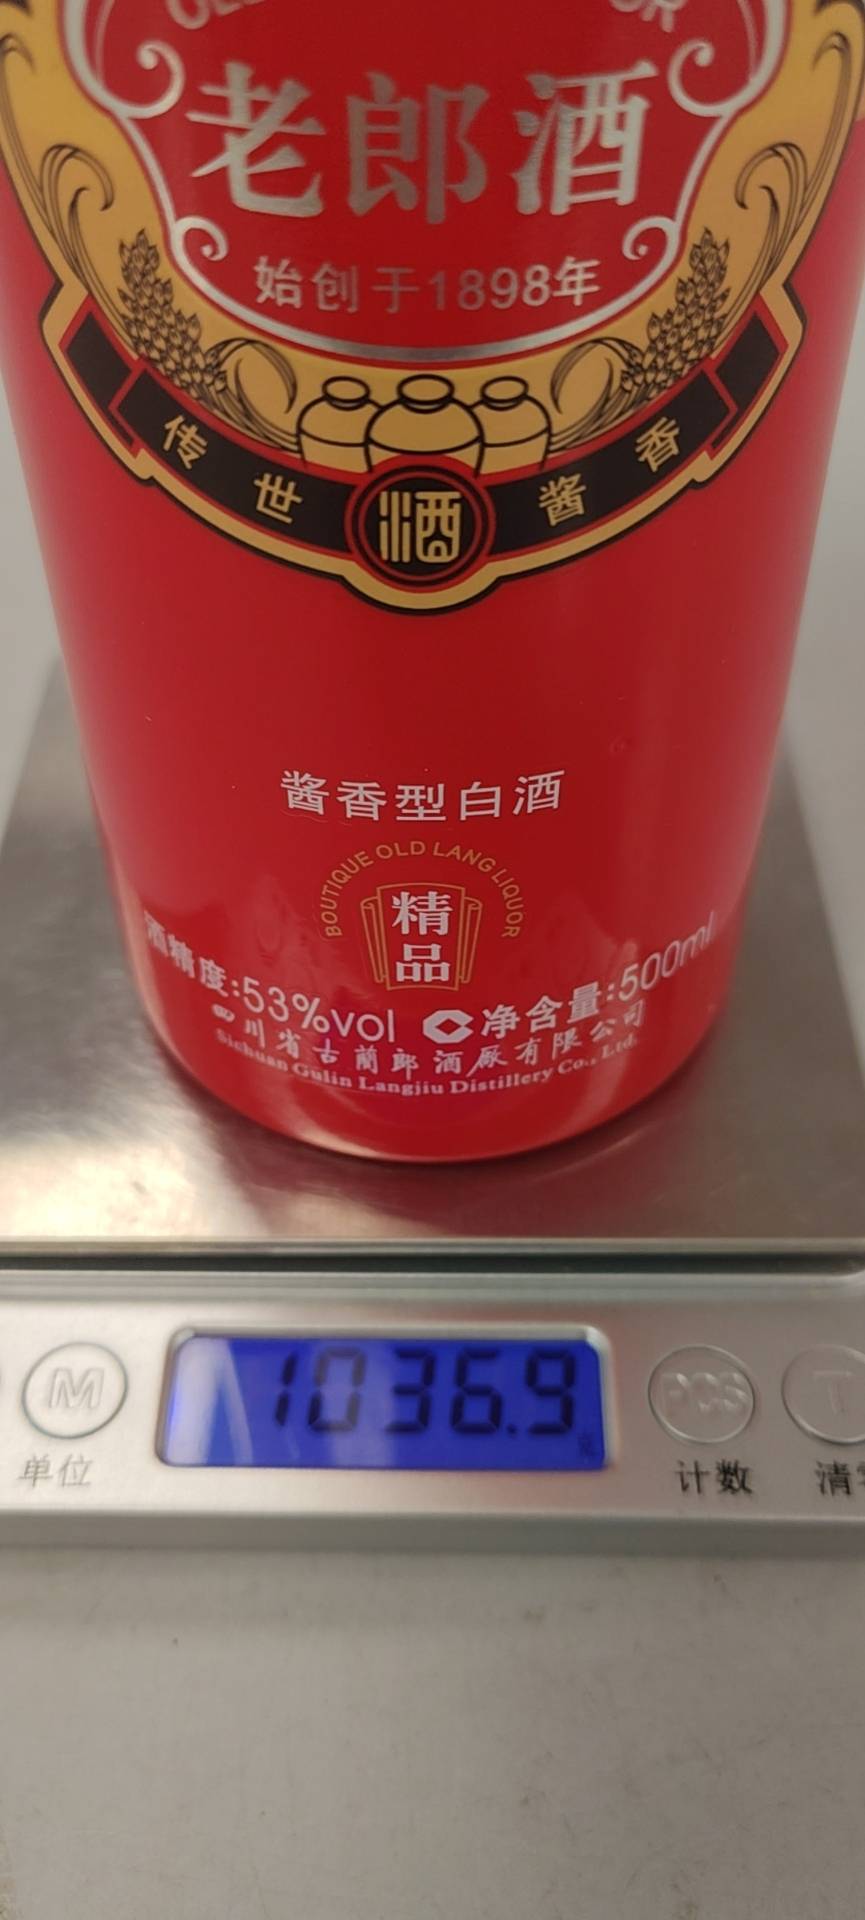 老郎酒
始创于1898年
传世 酒 酱香
酱香型白酒
BOUTIQUE OLD LANG LIQUOR
精品
酒精度:53%vol 净含量:500ml
四川省古蔺郎酒厂有限公司
Sichuan Gulin Langjiu Distillery Co., Ltd.
1036.9
M PCS T
单位 计数 清